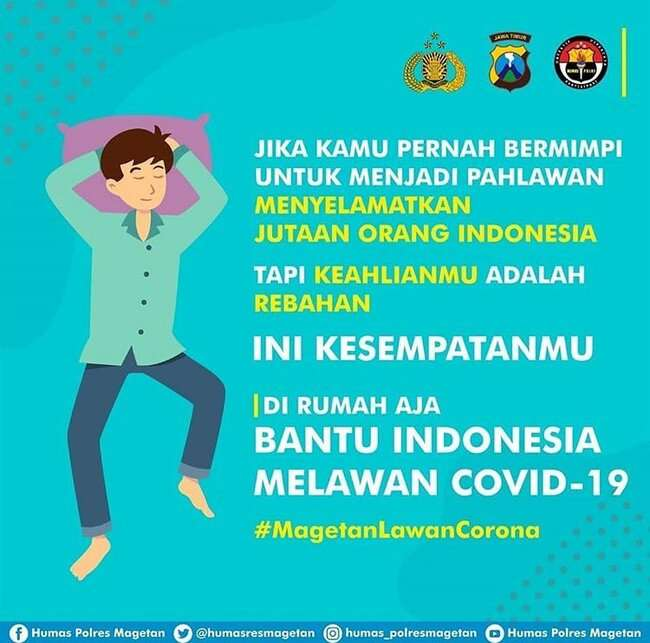 JAWA TIMUR
JIKA KAMU PERNAH BERMIMPI
UNTUK MENJADI PAHLAWAN
MENYELAMATKAN
JUTAAN ORANG INDONESIA
TAPI KEAHLIANMU ADALAH
REBAHAN
INI KESEMPATANMU
DI RUMAH AJA
BANTU INDONESIA
MELAWAN COVID-19
#MagetanLawanCorona
Humas Polres Magetan @humasresmagetan humas_polresmagetan Humas Polres Magetan